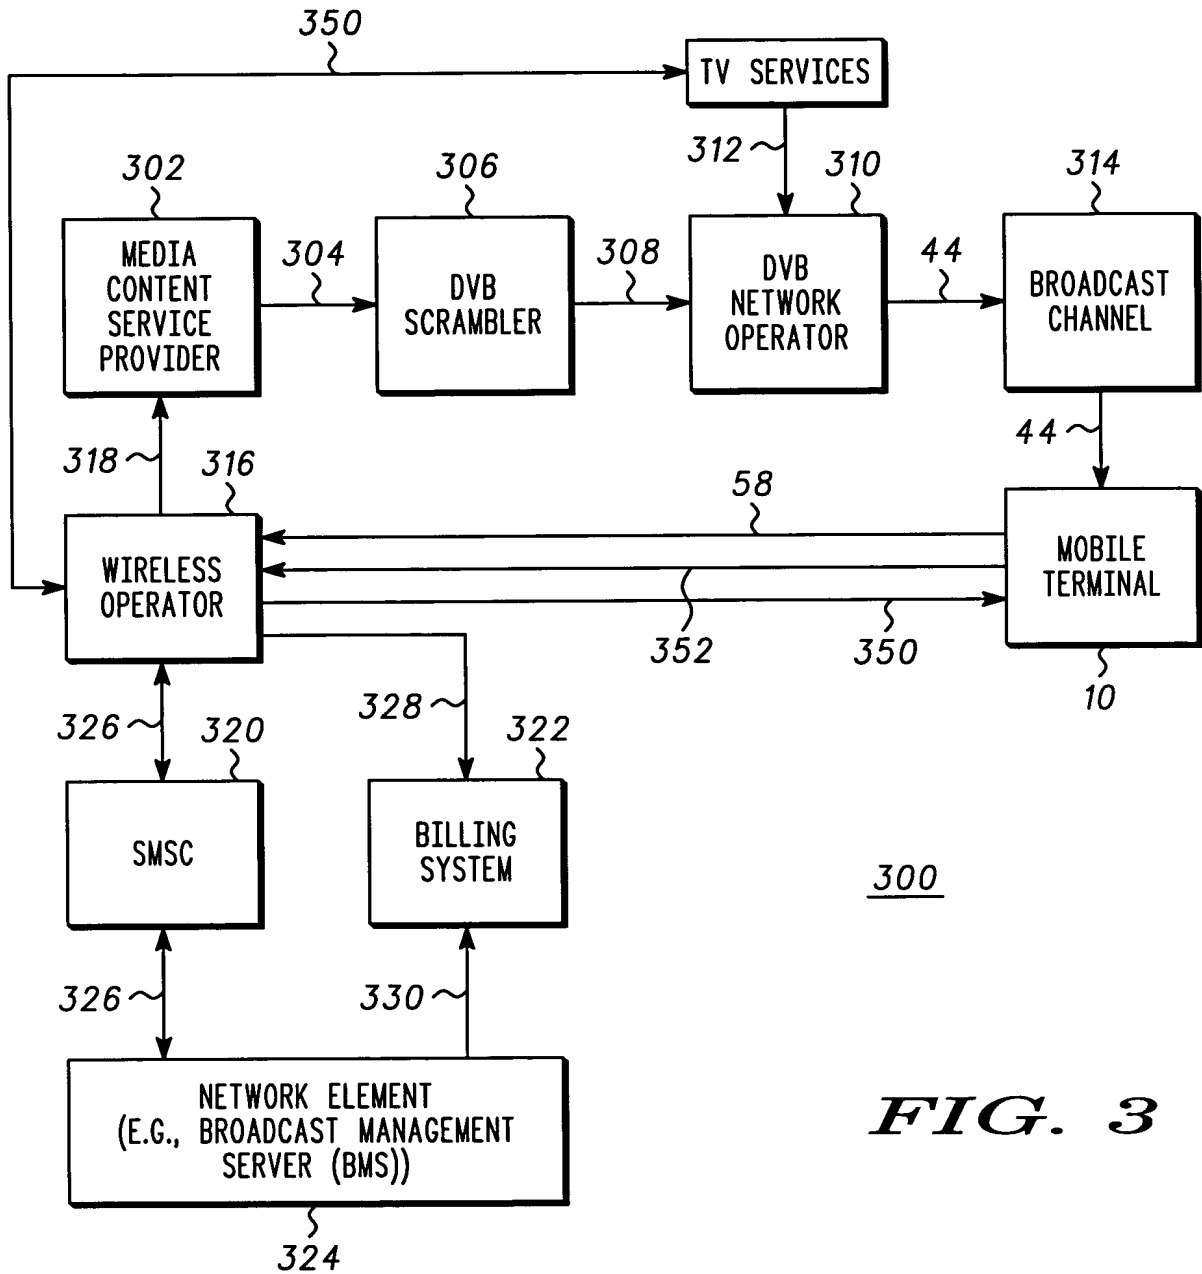 350
TV SERVICES
312
302
306
310
314
MEDIA
CONTENT
SERVICE
PROVIDER
304
DVB
SCRAMBLER
308
DVB
NETWORK
OPERATOR
44
BROADCAST
CHANNEL
44
318
316
58
WIRELESS
OPERATOR
MOBILE
TERMINAL
352
350
10
326
320
328
322
SMSC
BILLING
SYSTEM
300
326
330
NETWORK ELEMENT
(E.G., BROADCAST MANAGEMENT
SERVER (BMS))
324
FIG. 3